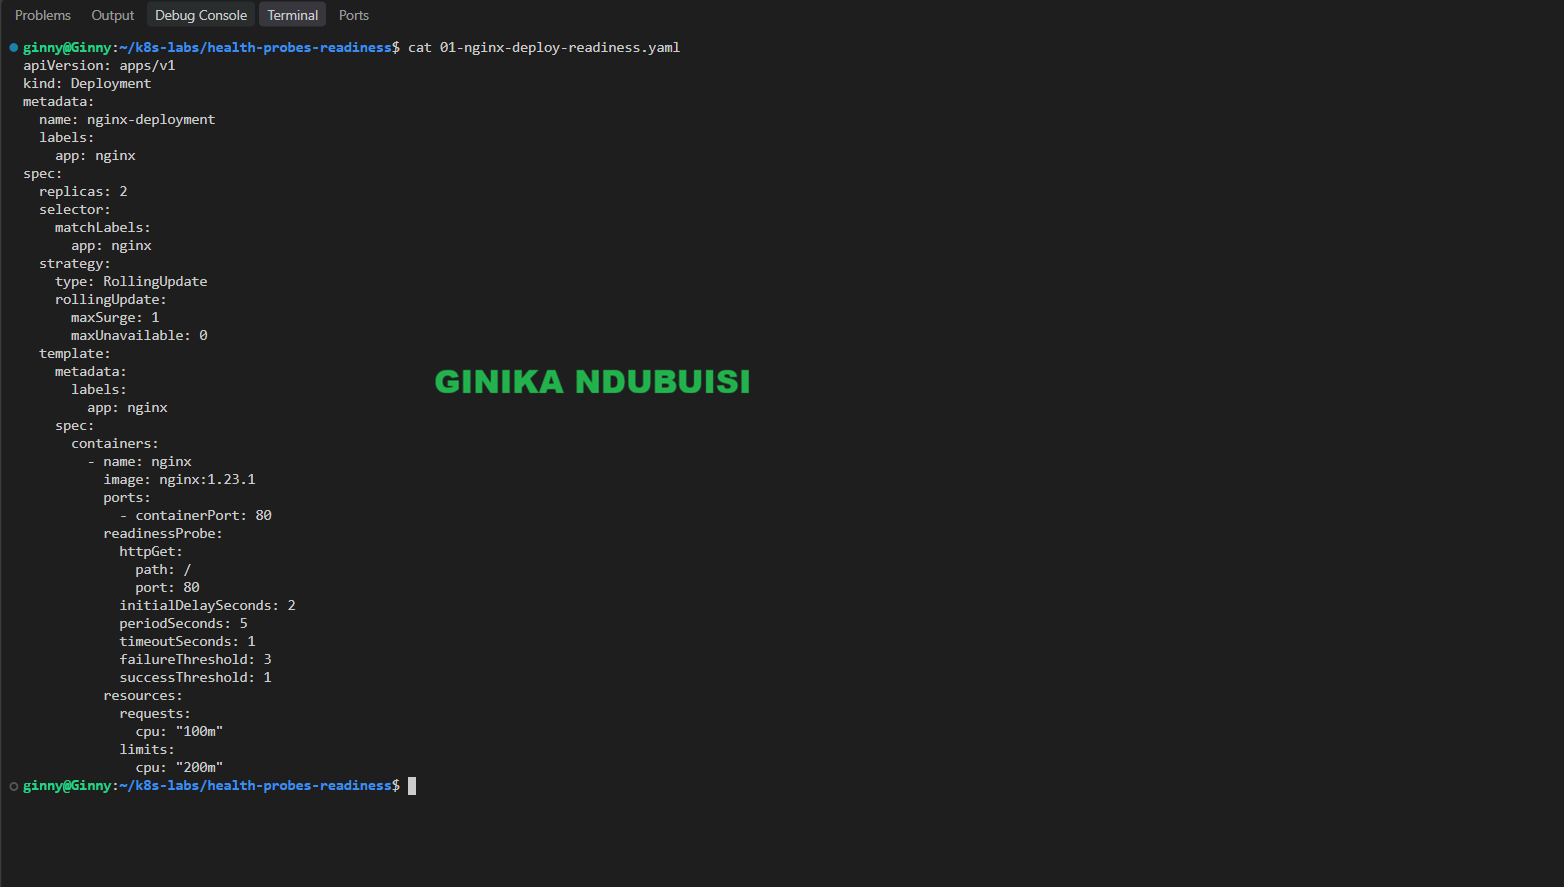 Problems Output Debug Console Terminal Ports
ginny@Ginny:~/k8s-labs/health-probes-readiness$ cat 01-nginx-deploy-readiness.yaml
apiVersion: apps/v1
kind: Deployment
metadata:
  name: nginx-deployment
  labels:
    app: nginx
spec:
  replicas: 2
  selector:
    matchLabels:
      app: nginx
  strategy:
    type: RollingUpdate
    rollingUpdate:
      maxSurge: 1
      maxUnavailable: 0
  template:
    metadata:
      labels:
        app: nginx
    spec:
      containers:
        - name: nginx
          image: nginx:1.23.1
          ports:
            - containerPort: 80
          readinessProbe:
            httpGet:
              path: /
              port: 80
            initialDelaySeconds: 2
            periodSeconds: 5
            timeoutSeconds: 1
            failureThreshold: 3
            successThreshold: 1
          resources:
            requests:
              cpu: "100m"
            limits:
              cpu: "200m"
ginny@Ginny:~/k8s-labs/health-probes-readiness$
GINIKA NDUBUISI